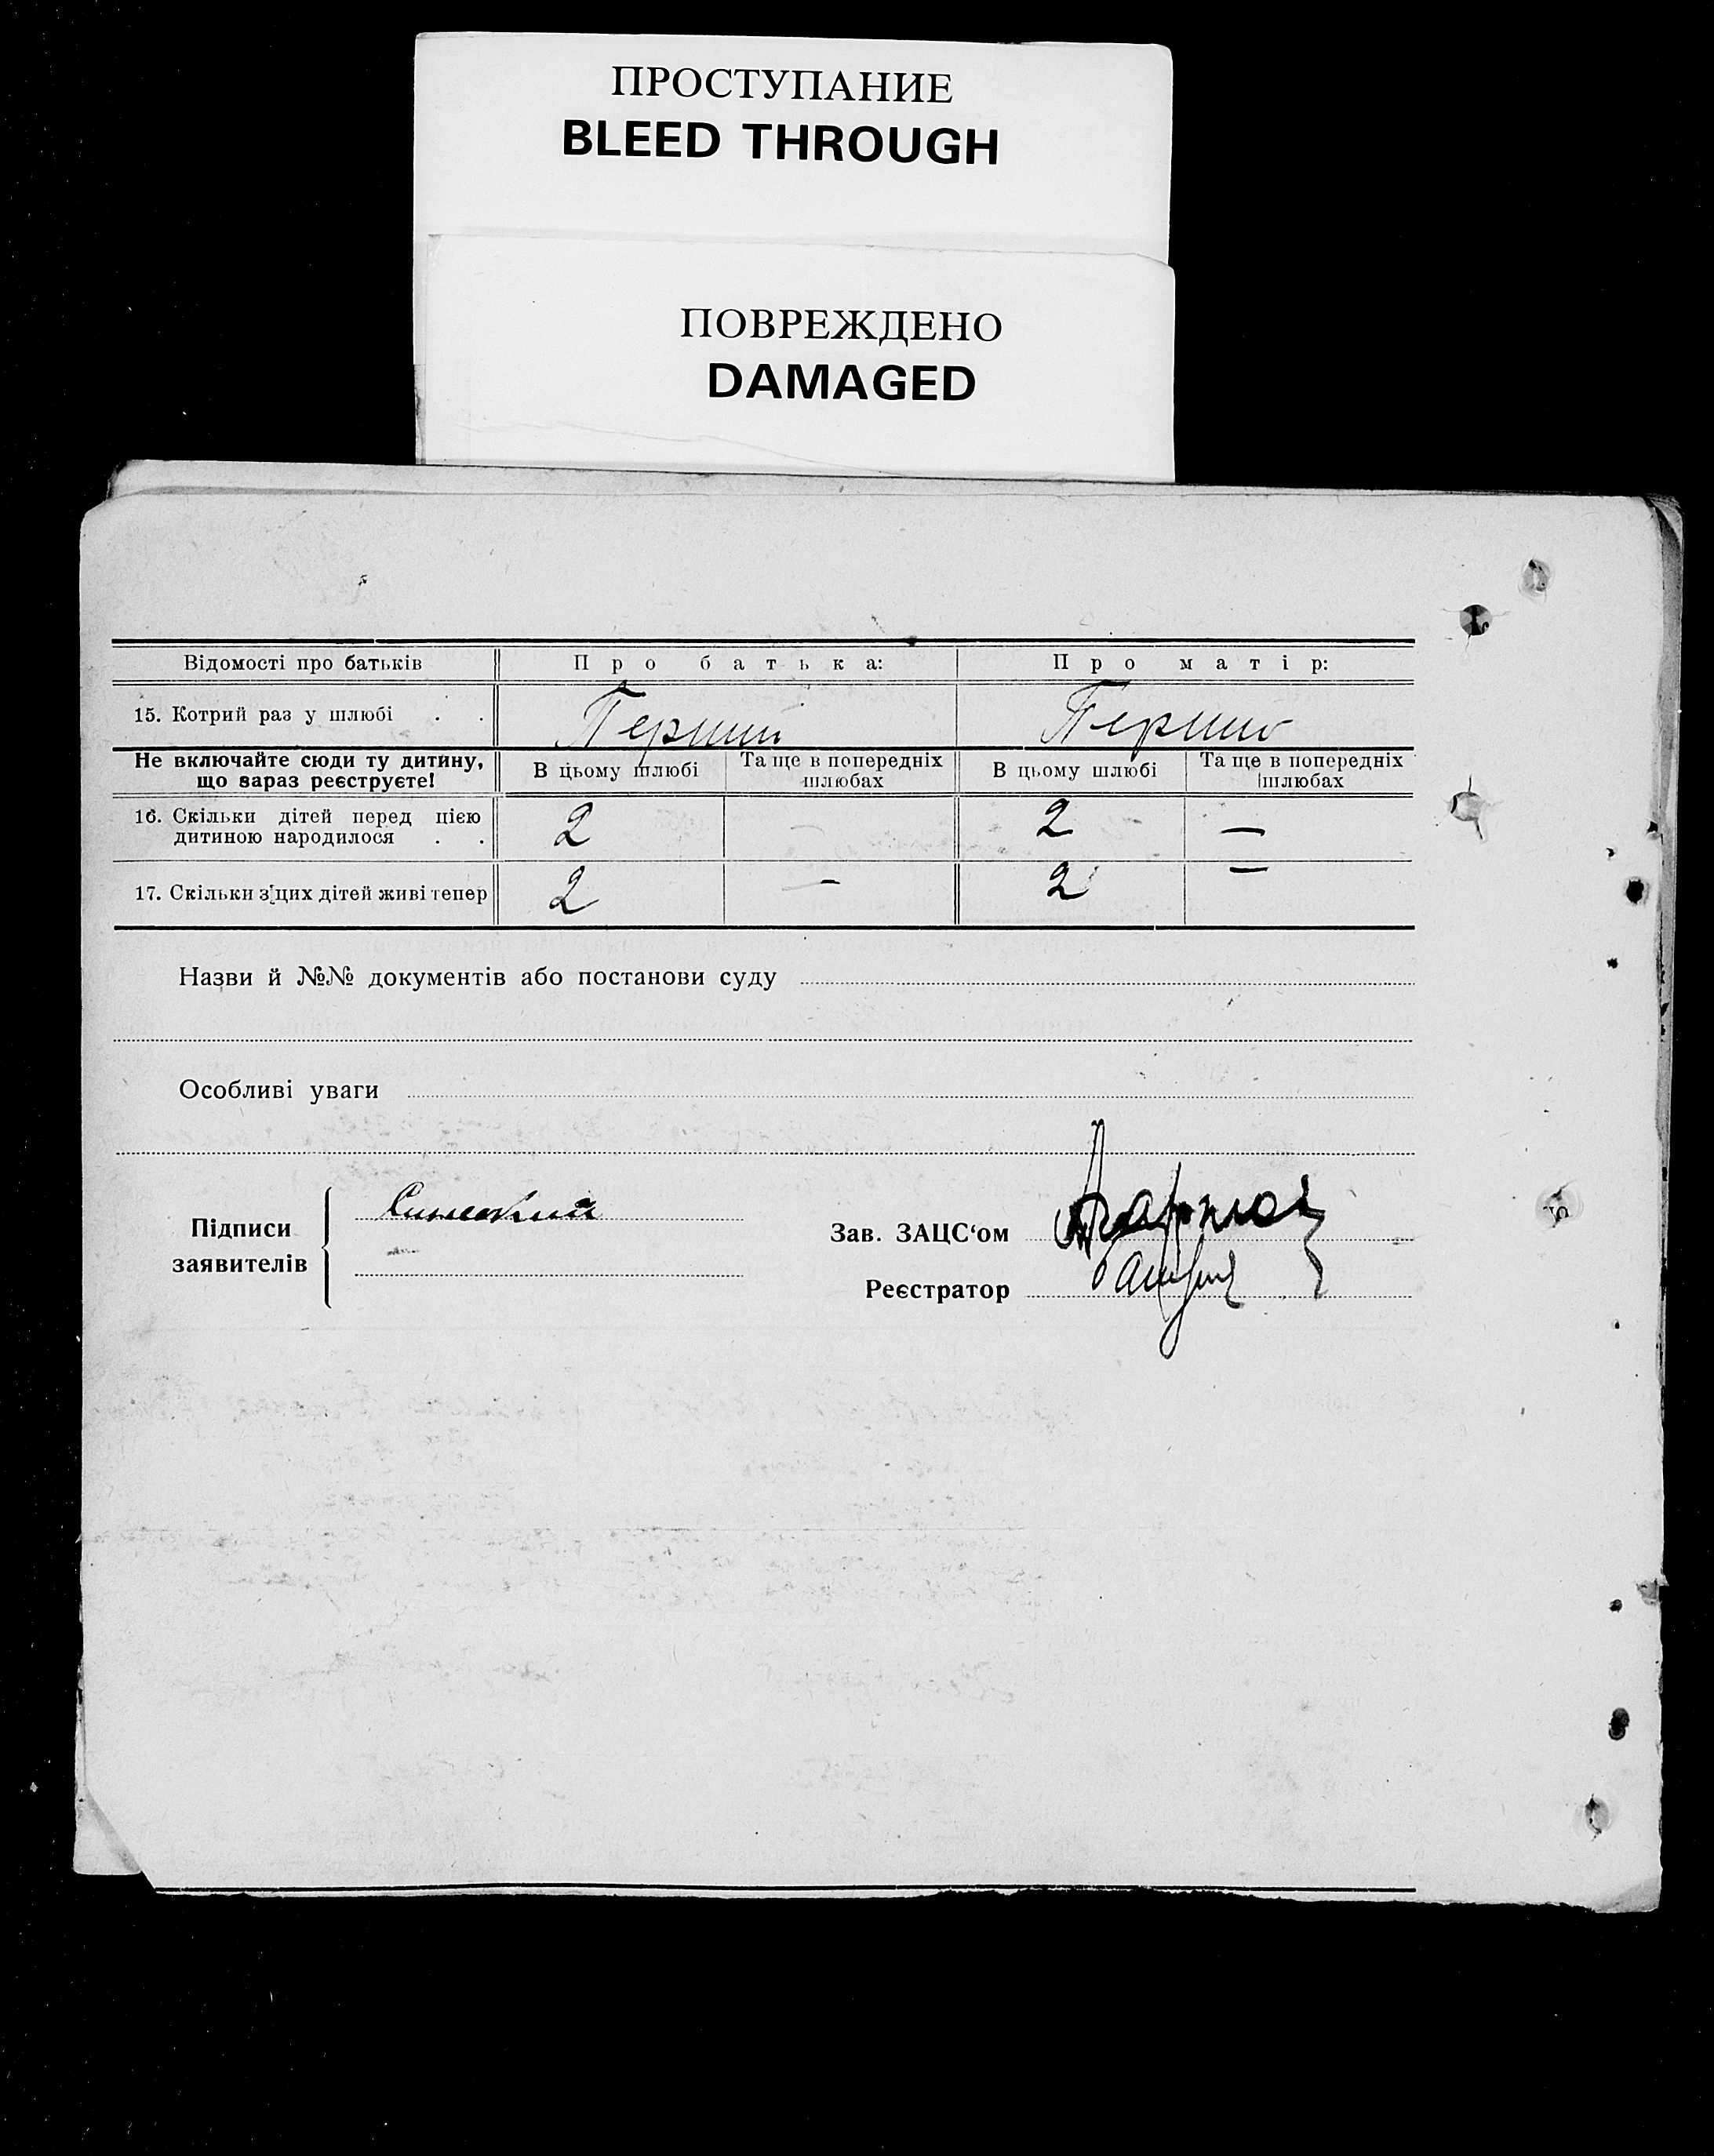 ПРОСТУПАНИЕ
BLEED THROUGH
ПОВРЕЖДЕНО
DAMAGED
Відомості про батьків Про батька: Про матір:
15. Котрий раз у шлюбі . . Перший Перший
Не включайте сюди ту дитину, що зараз реєструєте! В цьому шлюбі Та ще в попередніх шлюбах В цьому шлюбі Та ще в попередніх шлюбах
16. Скільки дітей перед цією
дитиною народилося . . 2 — 2 —
17. Скільки з цих дітей живі тепер 2 — 2 —
Назви й №№ документів або постанови суду
Особливі уваги
Підписи
заявителів
Зав. ЗАЦС‘ом
Реєстратор